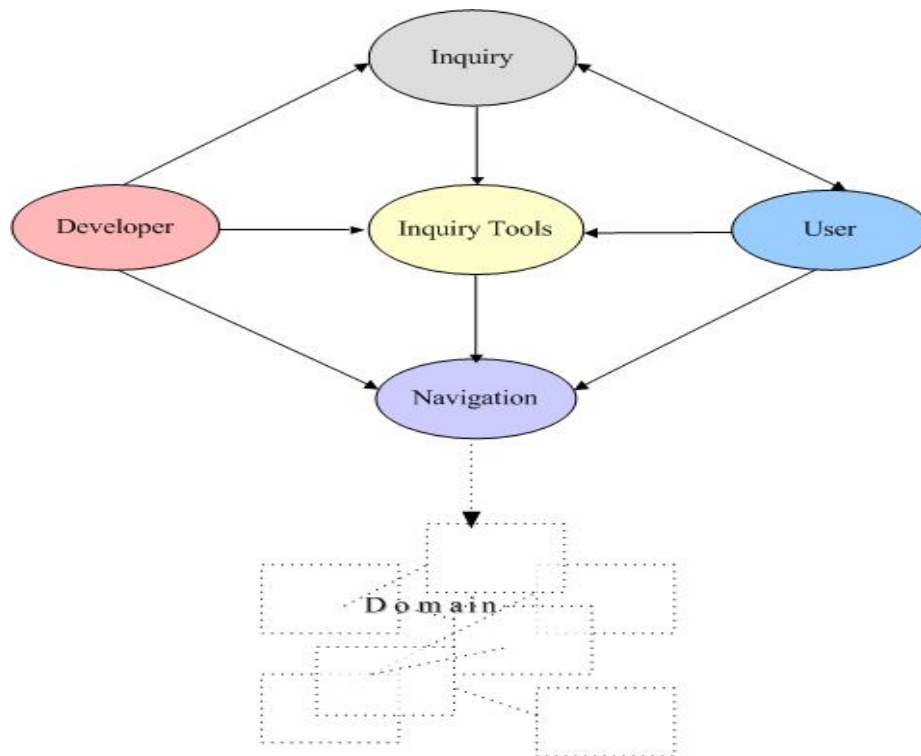 Inquiry
Developer
Inquiry Tools
User
Navigation
Domain